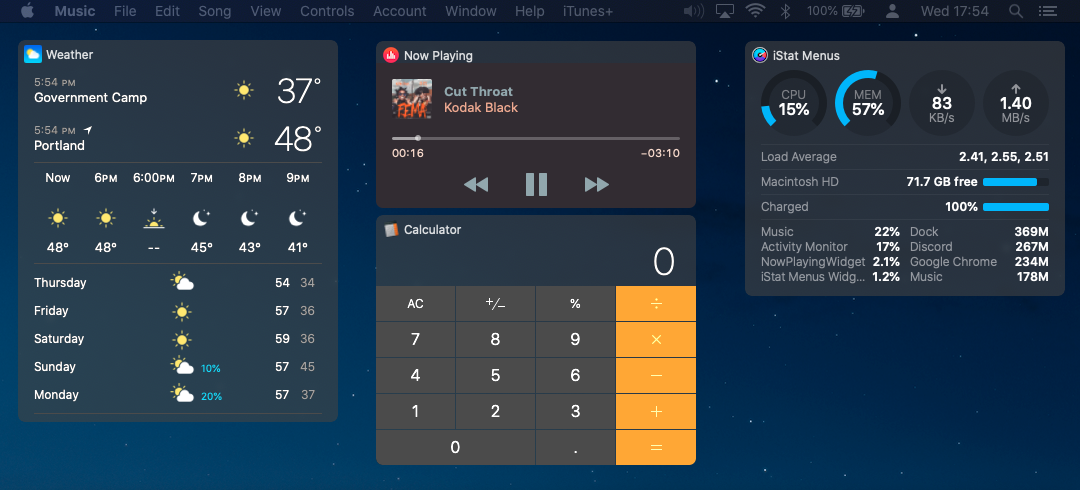 Music File Edit Song View Controls Account Window Help iTunes+ 100% Wed 17:54
Weather
5:54 PM
Government Camp
37°
5:54 PM
Portland
48°
Now 6PM 6:00PM 7PM 8PM 9PM
48° 48° -- 45° 43° 41°
Thursday 54 34
Friday 57 36
Saturday 59 36
Sunday 10% 57 45
Monday 20% 57 37
Now Playing
Cut Throat
Kodak Black
00:16 −03:10
Calculator
0
AC +/− % ÷
7 8 9 ×
4 5 6 −
1 2 3 +
0 . =
iStat Menus
CPU 15%
MEM 57%
83 KB/s
1.40 MB/s
Load Average 2.41, 2.55, 2.51
Macintosh HD 71.7 GB free
Charged 100%
Music 22% Dock 369M
Activity Monitor 17% Discord 267M
NowPlayingWidget 2.1% Google Chrome 234M
iStat Menus Widg... 1.2% Music 178M